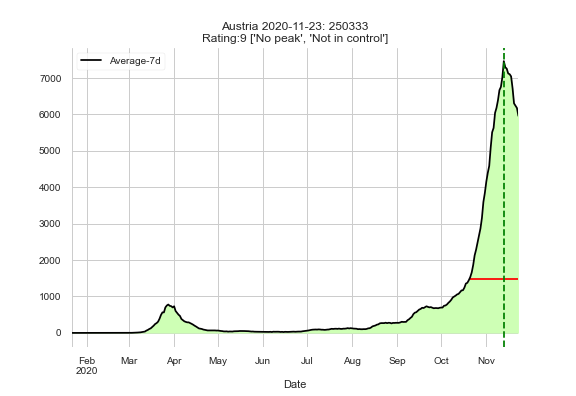 Austria 2020-11-23: 250333
Rating:9 ['No peak', 'Not in control']
Average-7d
7000
6000
5000
4000
3000
2000
1000
0
Feb Mar Apr May Jun Jul Aug Sep Oct Nov
2020
Date